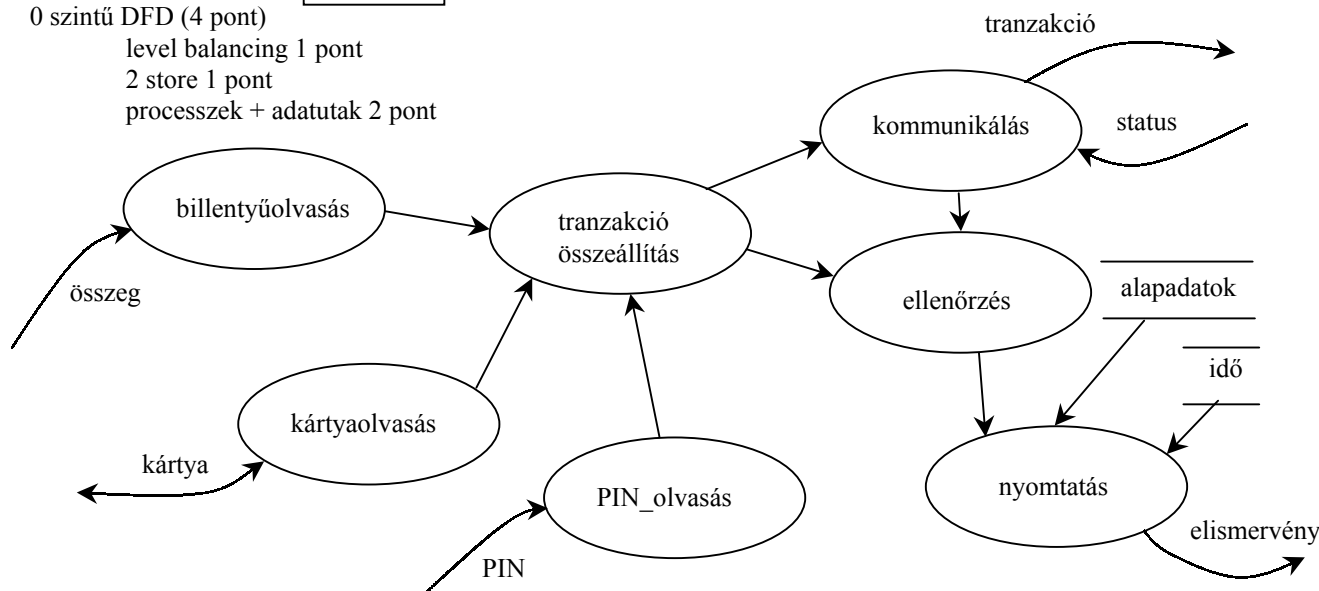 0 szintű DFD (4 pont)
level balancing 1 pont
2 store 1 pont
processzek + adatutak 2 pont
tranzakció
kommunikálás
status
billentyűolvasás
tranzakció
összeállítás
összeg
ellenőrzés
alapadatok
idő
kártyaolvasás
kártya
PIN_olvasás
nyomtatás
PIN
elismervény